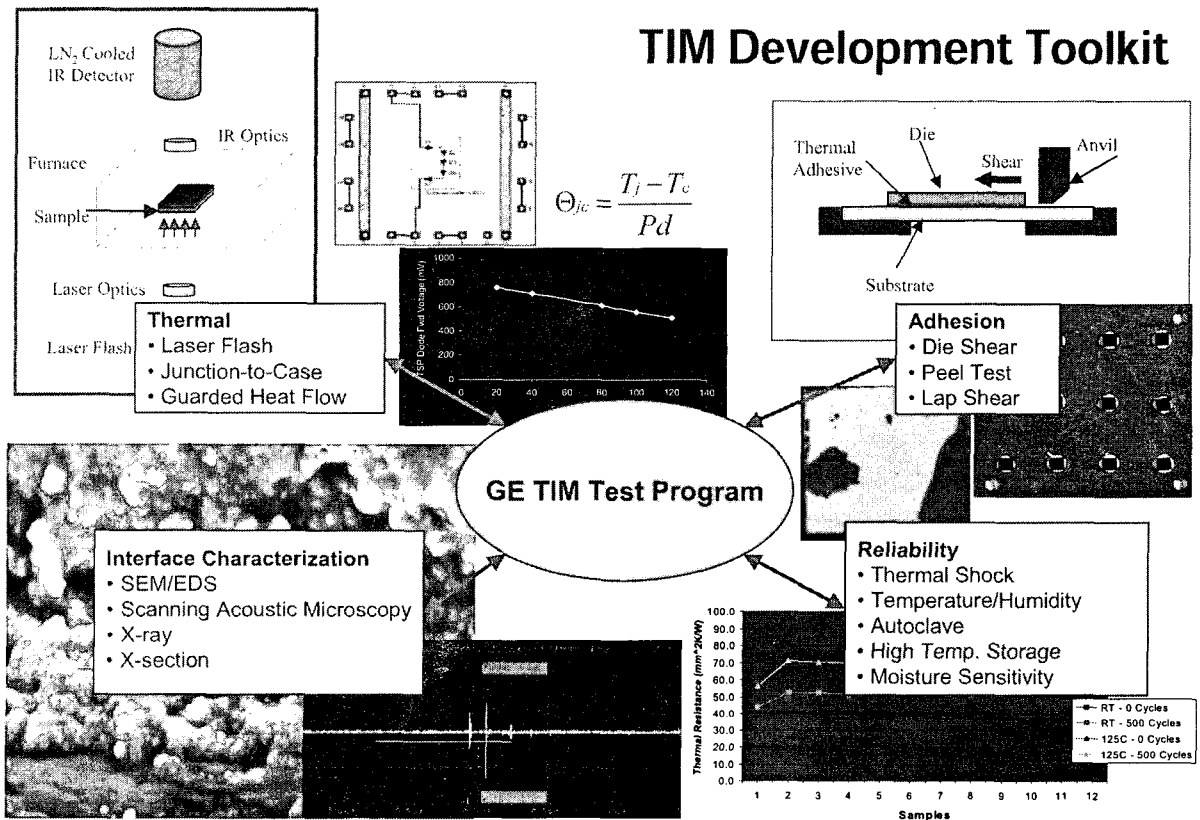 TIM Development Toolkit
LN₂ Cooled
IR Detector
IR Optics
Furnace
Sample
Laser Optics
Laser Flash
Thermal
• Laser Flash
• Junction-to-Case
• Guarded Heat Flow
Θjc = (Tj − Tc) / Pd
TSP Diode Fwd Votage (mV)
1000
800
600
400
200
0
0 20 40 60 80 100 120 140
Die
Thermal
Adhesive
Shear
Anvil
Substrate
Adhesion
• Die Shear
• Peel Test
• Lap Shear
GE TIM Test Program
Interface Characterization
• SEM/EDS
• Scanning Acoustic Microscopy
• X-ray
• X-section
Reliability
• Thermal Shock
• Temperature/Humidity
• Autoclave
• High Temp. Storage
• Moisture Sensitivity
Thermal Resistance (mm^2K/W)
100.0
90.0
80.0
70.0
60.0
50.0
40.0
30.0
20.0
10.0
0.0
1 2 3 4 5 6 7 8 9 10 11 12
Samples
RT - 0 Cycles
RT - 500 Cycles
125C - 0 Cycles
125C - 500 Cycles